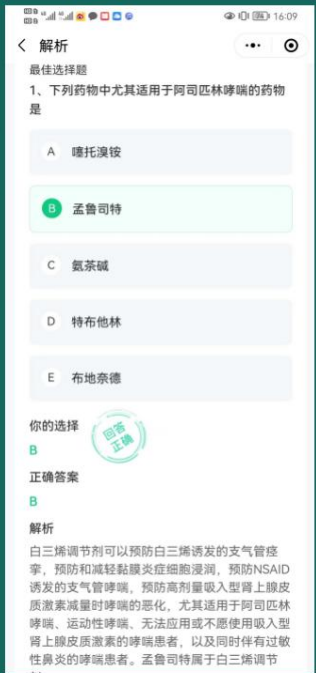 16:09
解析
最佳选择题
1、下列药物中尤其适用于阿司匹林哮喘的药物
是
A 噻托溴铵
B 孟鲁司特
C 氨茶碱
D 特布他林
E 布地奈德
你的选择
B
回答
正确
正确答案
B
解析
白三烯调节剂可以预防白三烯诱发的支气管痉
挛，预防和减轻黏膜炎症细胞浸润，预防NSAID
诱发的支气管哮喘，预防高剂量吸入型肾上腺皮
质激素减量时哮喘的恶化，尤其适用于阿司匹林
哮喘、运动性哮喘、无法应用或不愿使用吸入型
肾上腺皮质激素的哮喘患者，以及同时伴有过敏
性鼻炎的哮喘患者。孟鲁司特属于白三烯调节